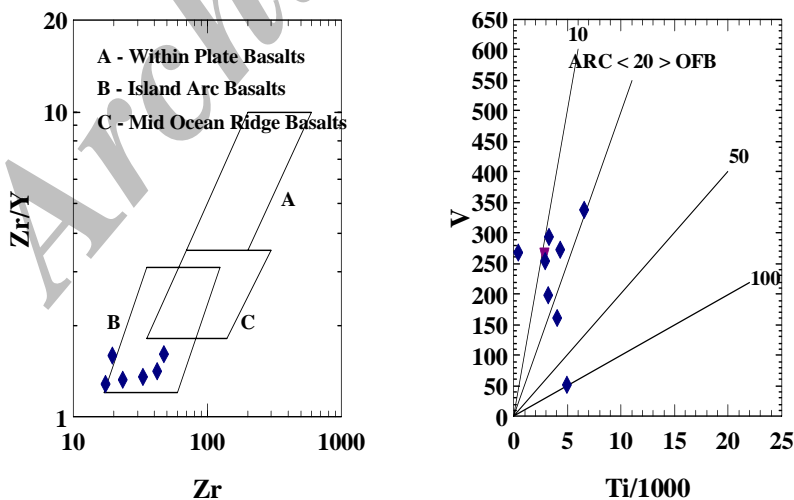 20
A - Within Plate Basalts
B - Island Arc Basalts
10
C - Mid Ocean Ridge Basalts
A
Zr/Y
B
C
1
10
100
1000
Zr
650
10
600
ARC < 20 > OFB
550
500
450
50
400
350
V
300
250
100
200
150
100
50
0
0
5
10
15
20
25
Ti/1000
Arch